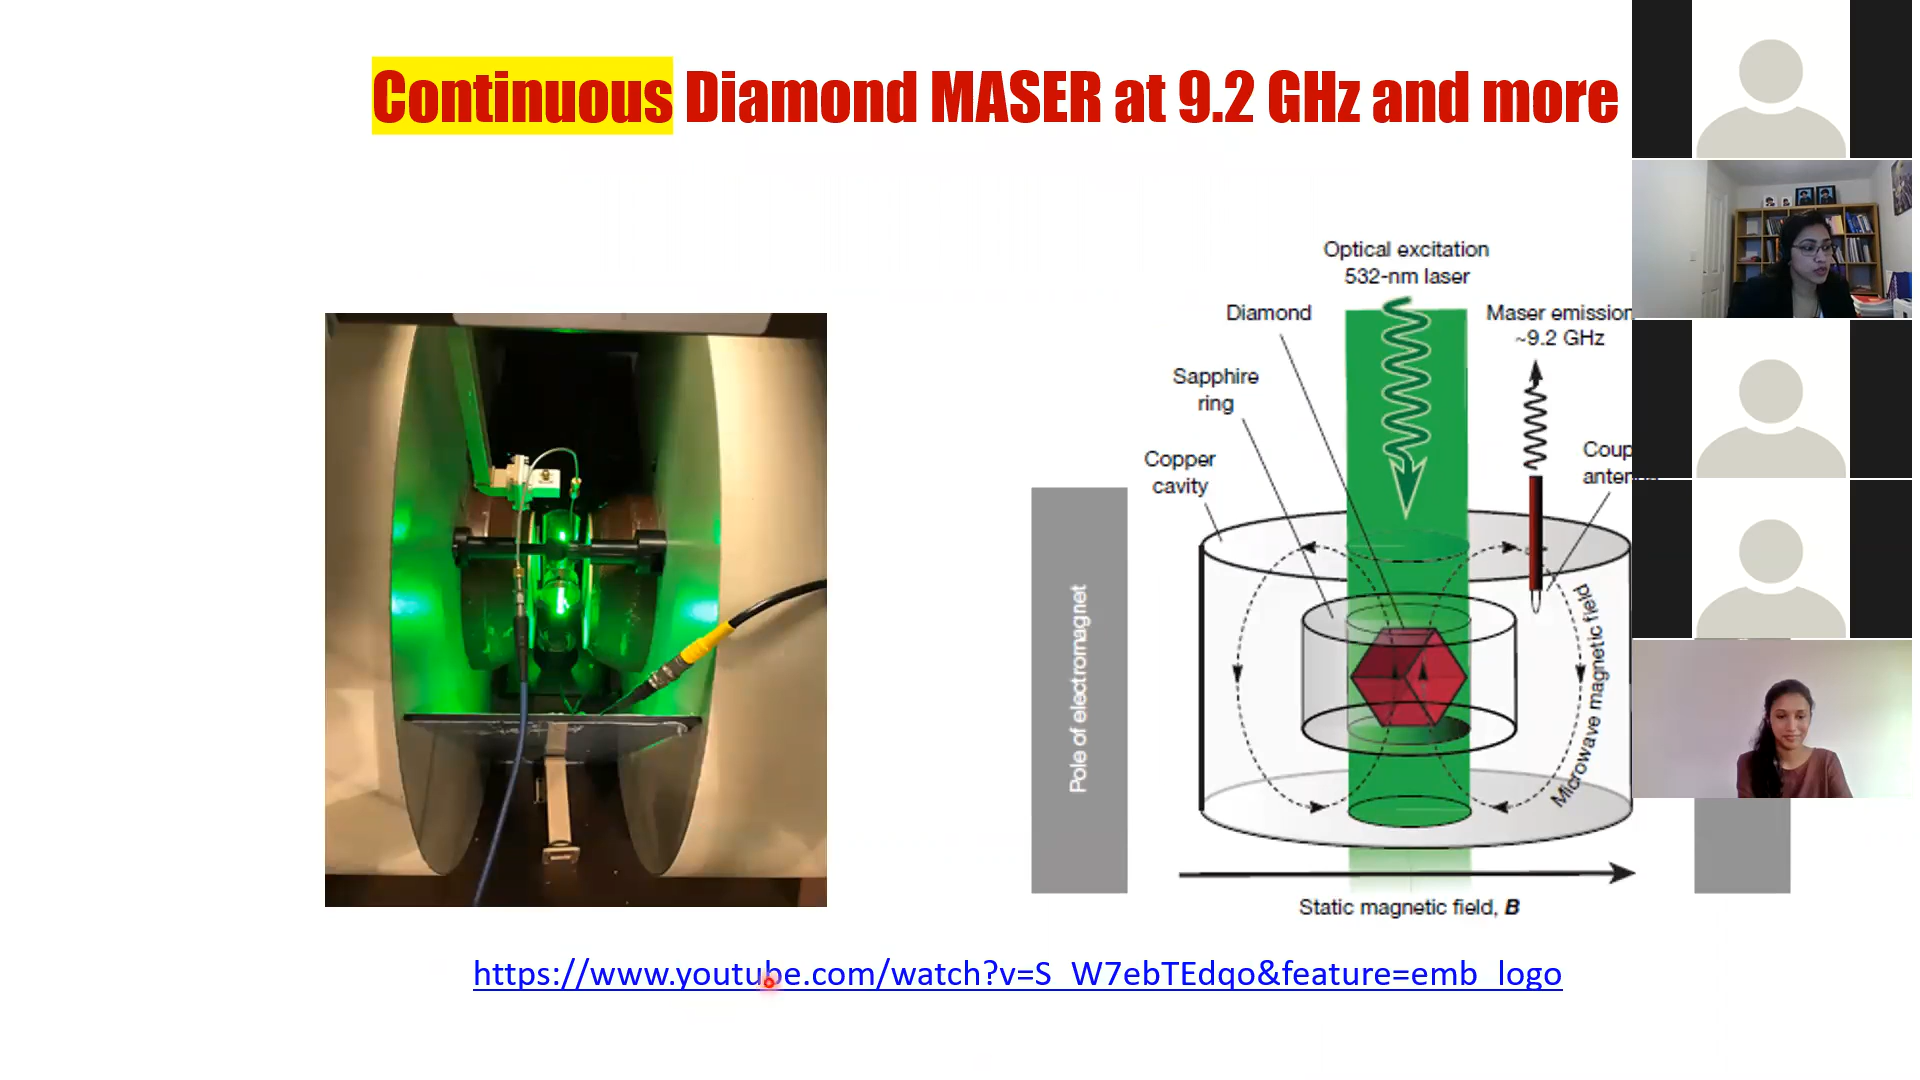 Continuous Diamond MASER at 9.2 GHz and more
Optical excitation
532-nm laser
Diamond
Maser emission
~9.2 GHz
Sapphire
ring
Copper
cavity
Pole of electromagnet
Microwave magnetic field
Static magnetic field, B
https://www.youtube.com/watch?v=S_W7ebTEdqo&feature=emb_logo